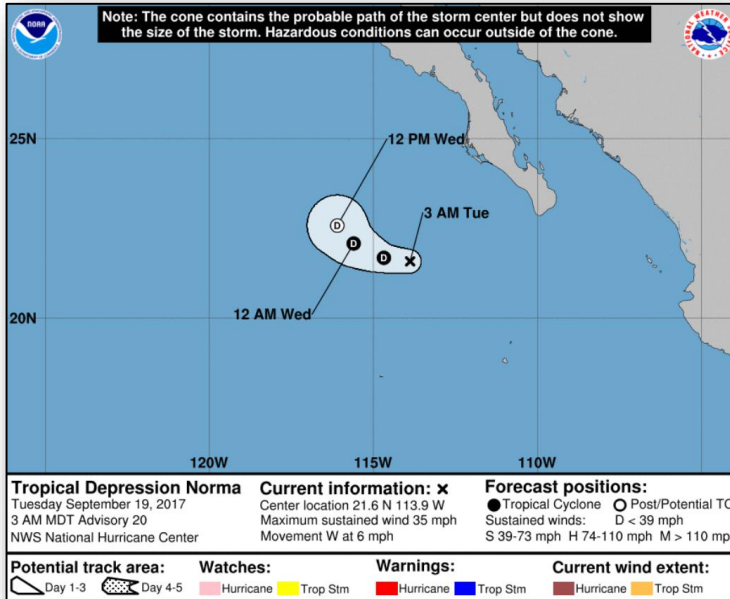 Note: The cone contains the probable path of the storm center but does not show
the size of the storm. Hazardous conditions can occur outside of the cone.
NOAA
25N
12 PM Wed
3 AM Tue
D
D
D
12 AM Wed
20N
120W
115W
110W
Tropical Depression Norma
Tuesday September 19, 2017
3 AM MDT Advisory 20
NWS National Hurricane Center
Current information: ×
Center location 21.6 N 113.9 W
Maximum sustained wind 35 mph
Movement W at 6 mph
Forecast positions:
● Tropical Cyclone ○ Post/Potential TC
Sustained winds: D < 39 mph
S 39-73 mph H 74-110 mph M > 110 mph
Potential track area:
Day 1-3 Day 4-5
Watches:
Hurricane Trop Stm
Warnings:
Hurricane Trop Stm
Current wind extent:
Hurricane Trop Stm